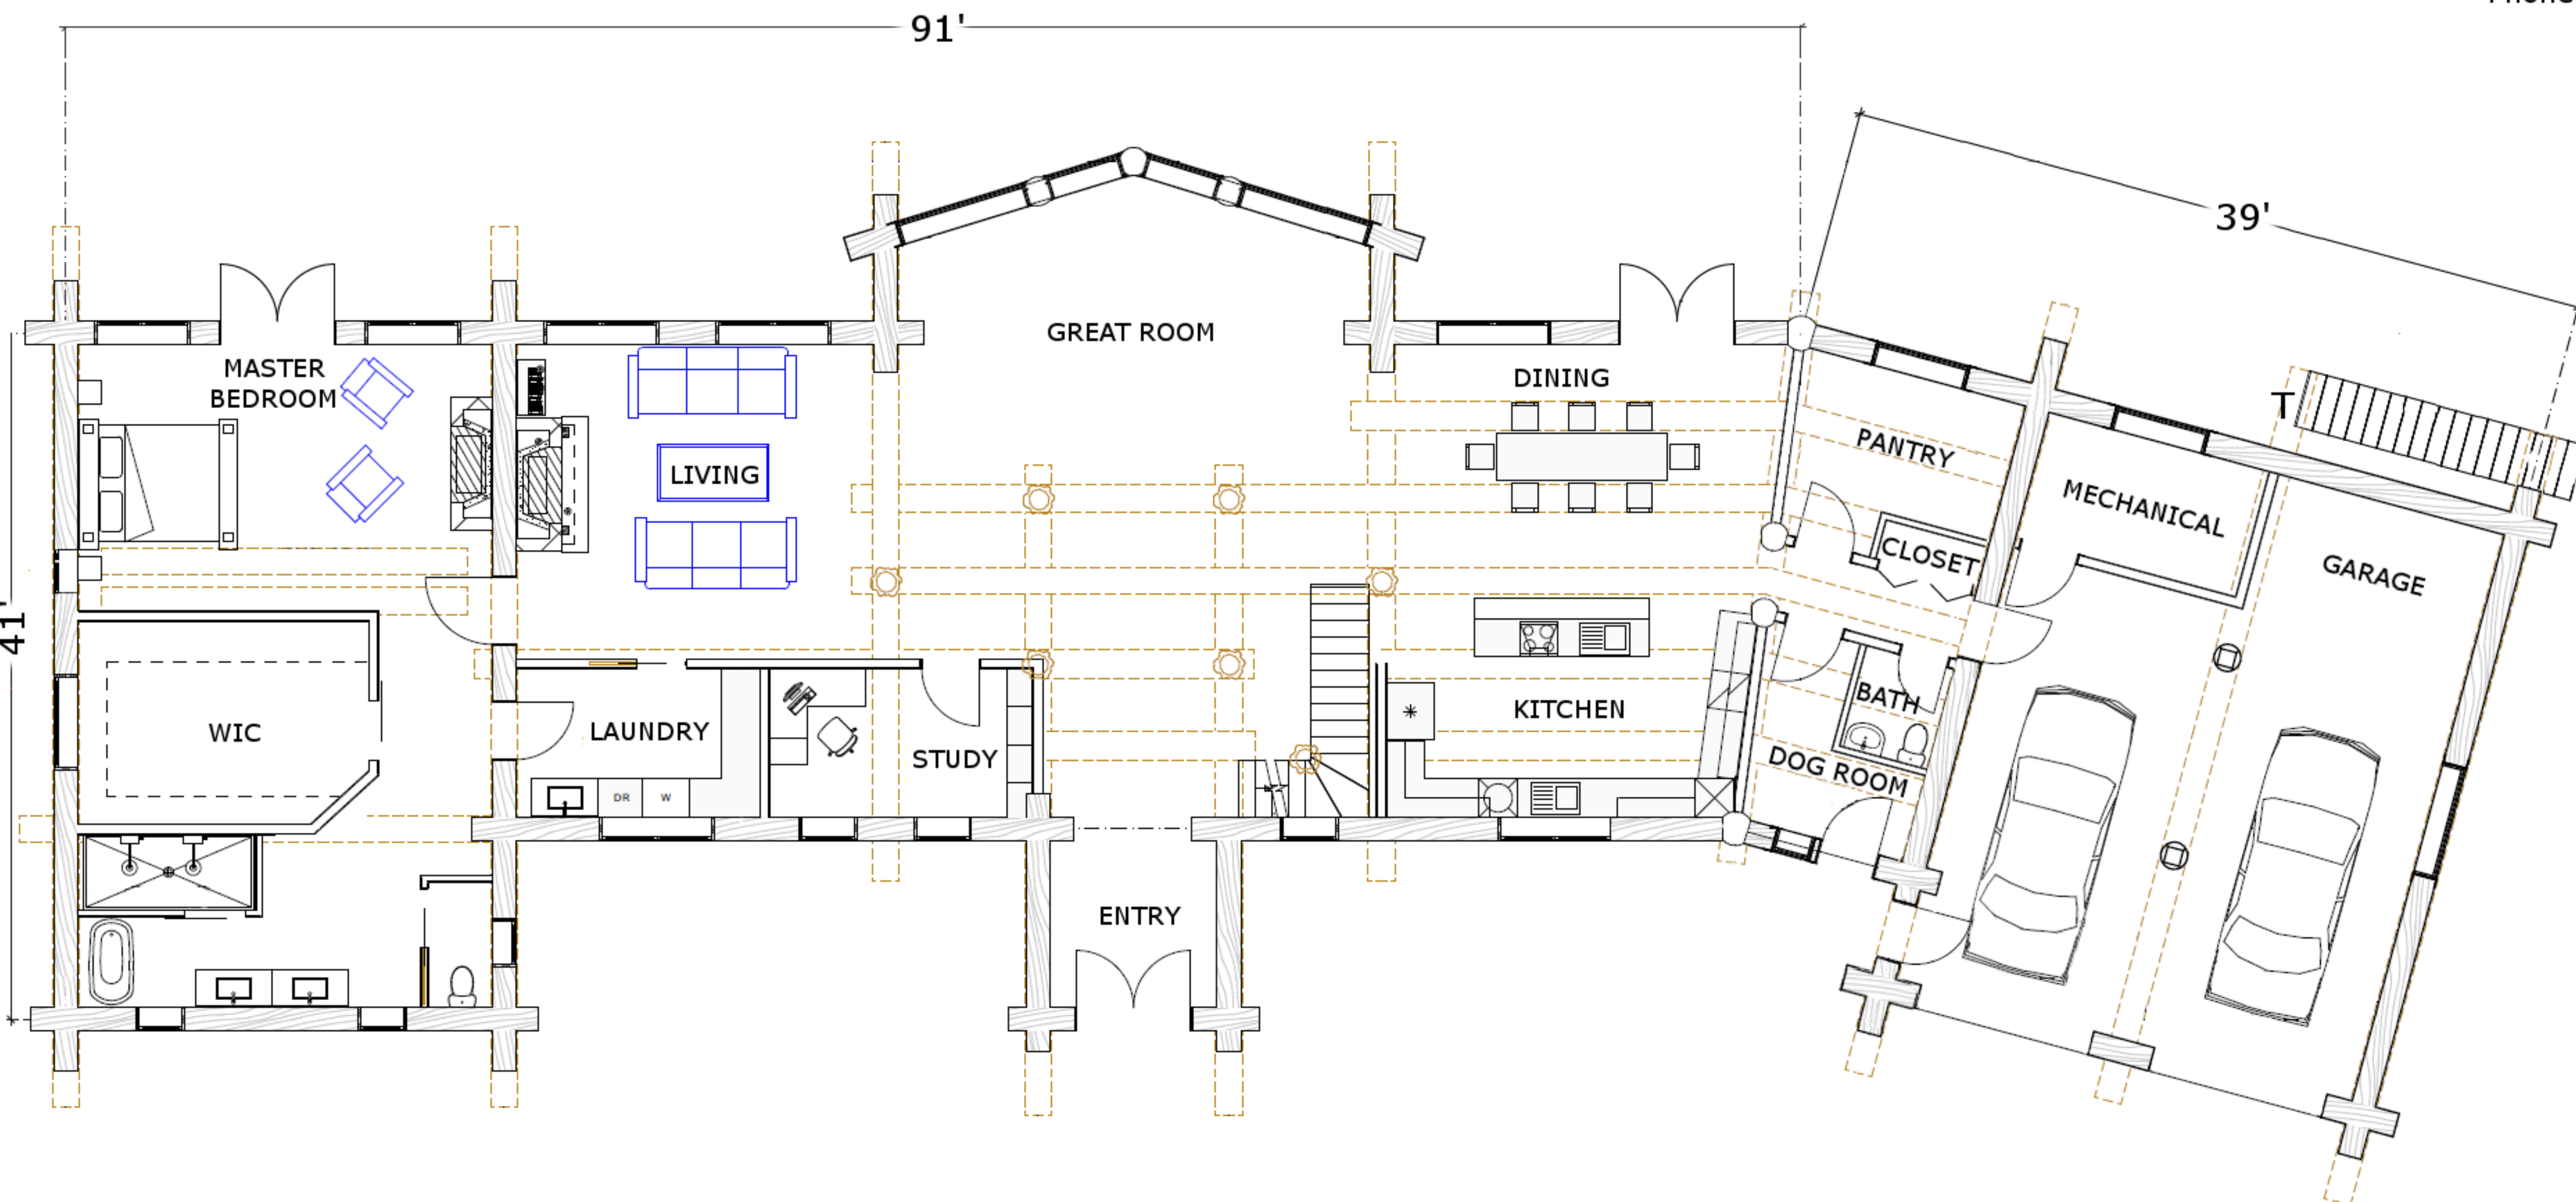 91'
39'
GREAT ROOM
MASTER
BEDROOM
DINING
T
PANTRY
LIVING
MECHANICAL
CLOSET
GARAGE
41'
WIC
LAUNDRY
STUDY
KITCHEN
BATH
DOG ROOM
DR
W
ENTRY